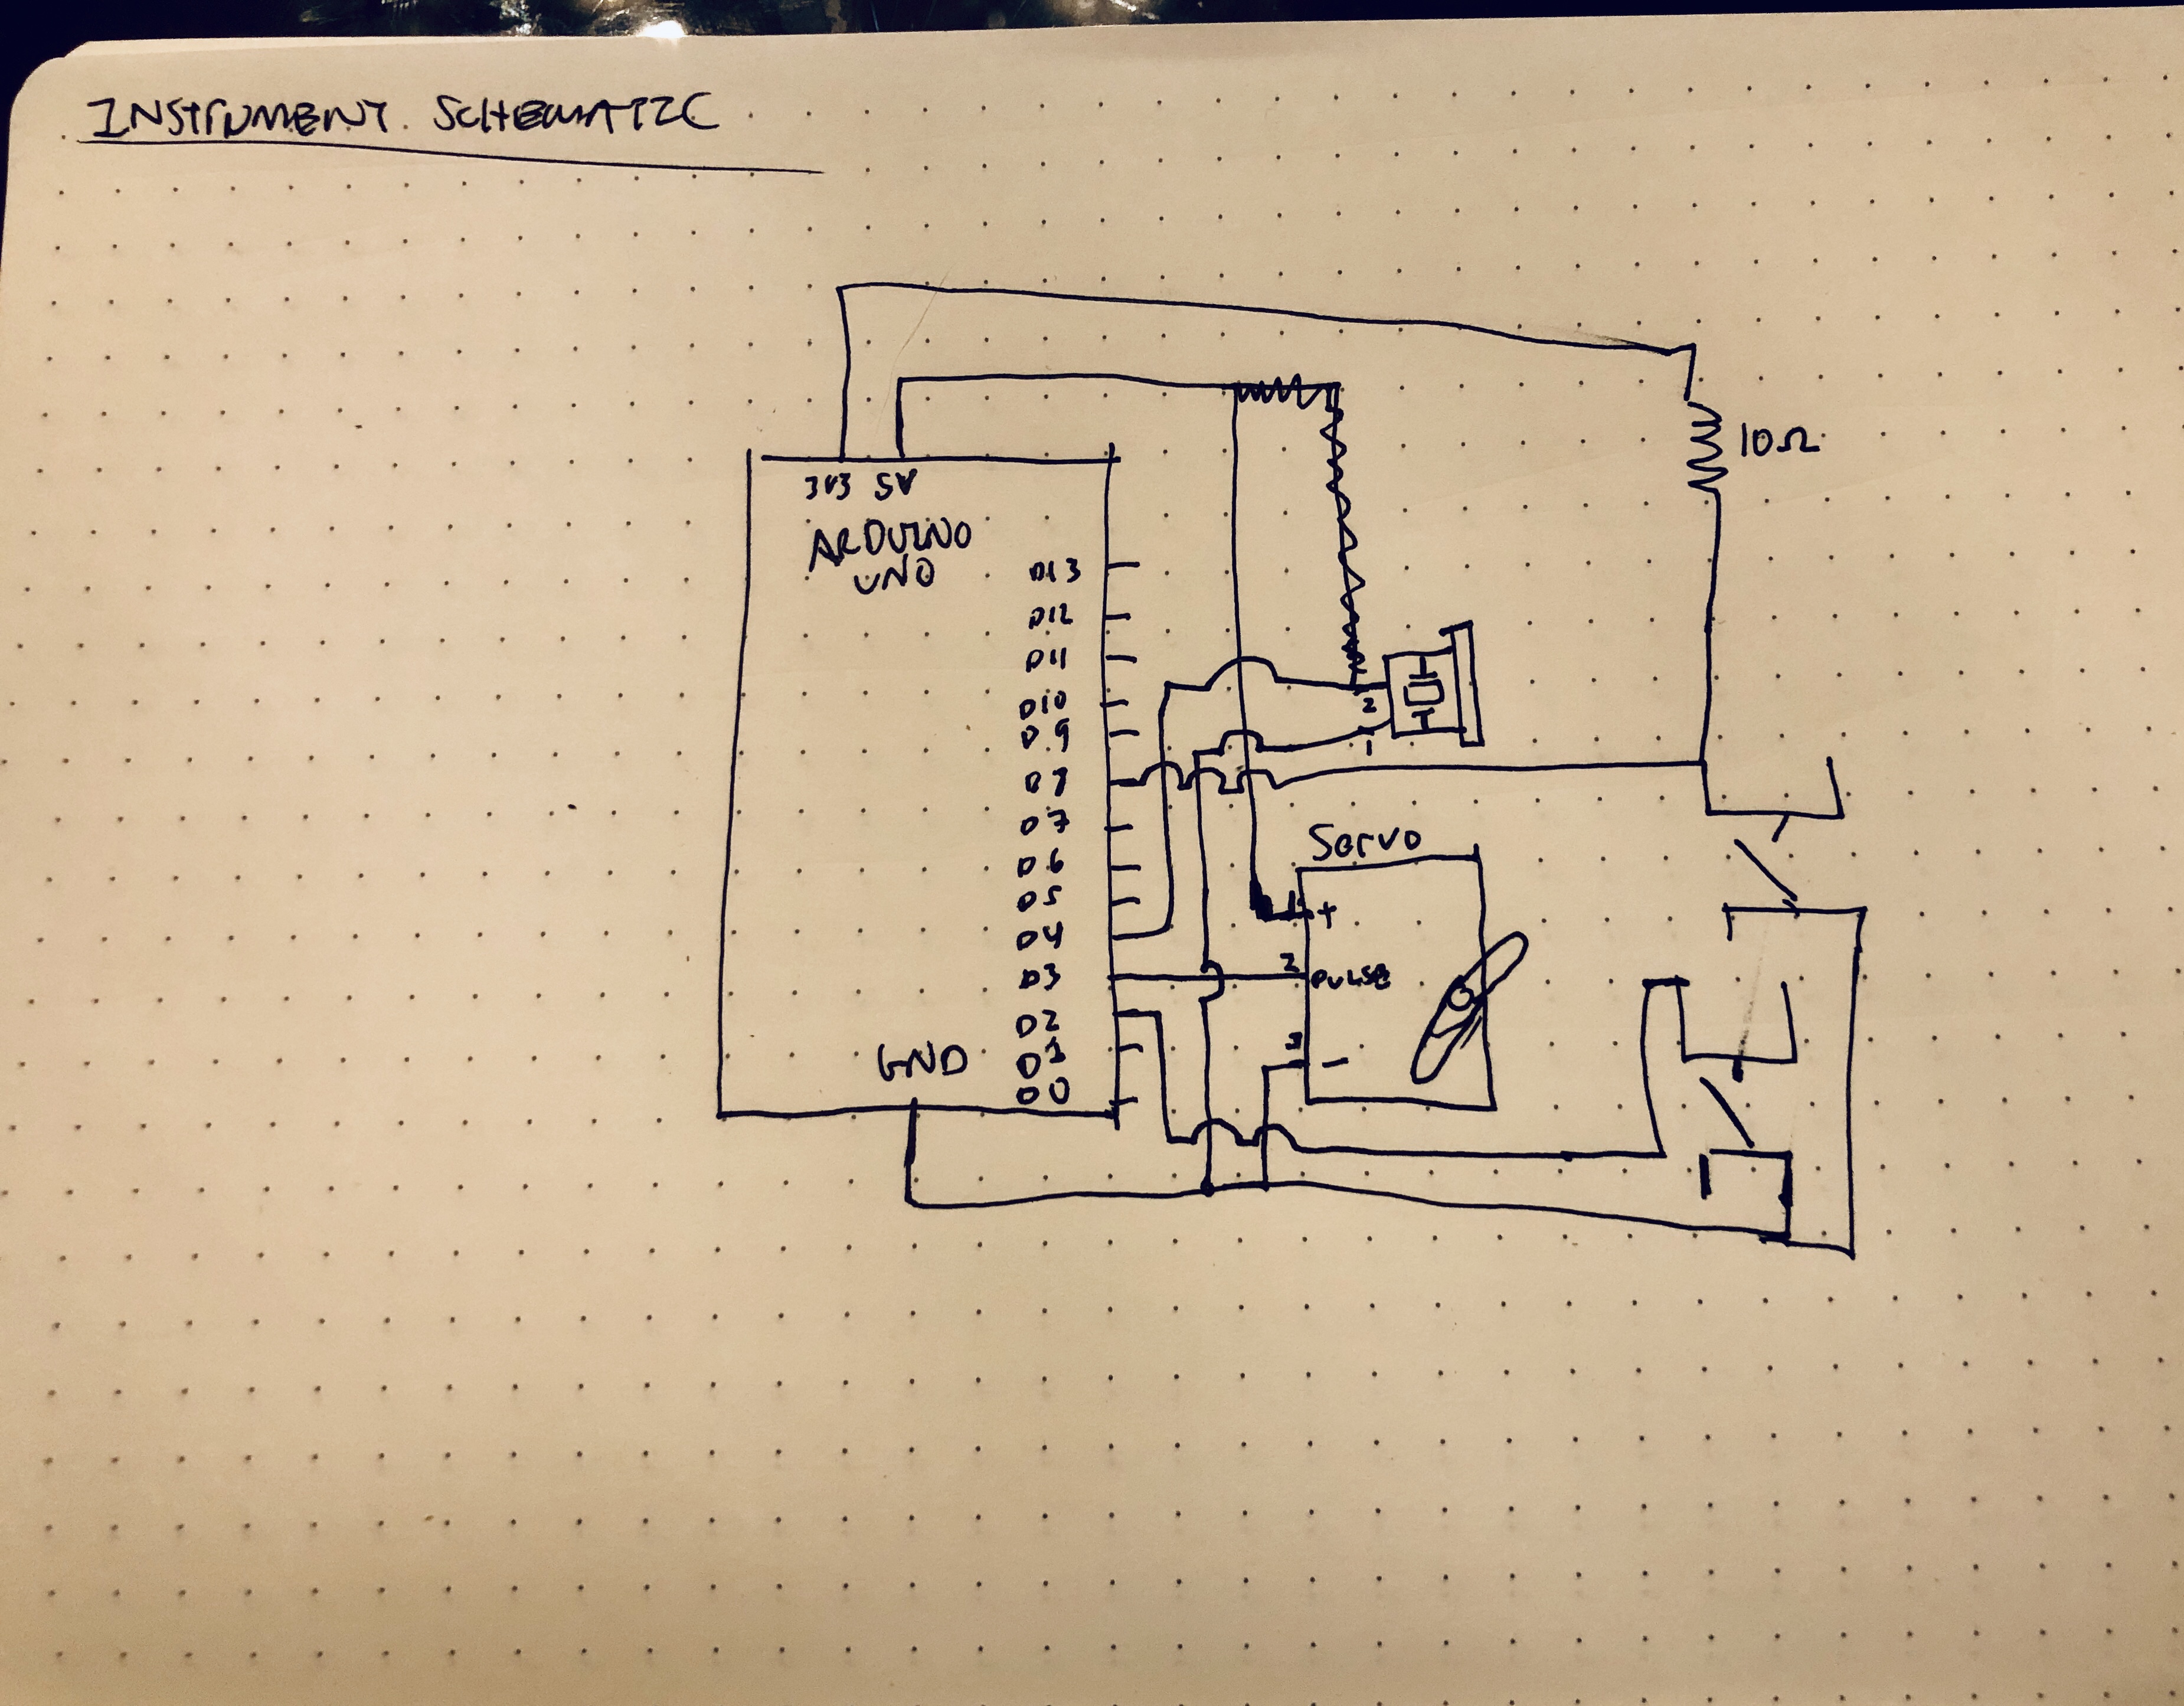 INSTRUMENT SCHEMATIC
10Ω
3V3 5V
ARDUINO
UNO
D13
D12
D11
D10
D9
D8
D7
D6
D5
D4
D3
D2
D1
D0
GND
2
1
Servo
1 +
2 PULSE
3 -